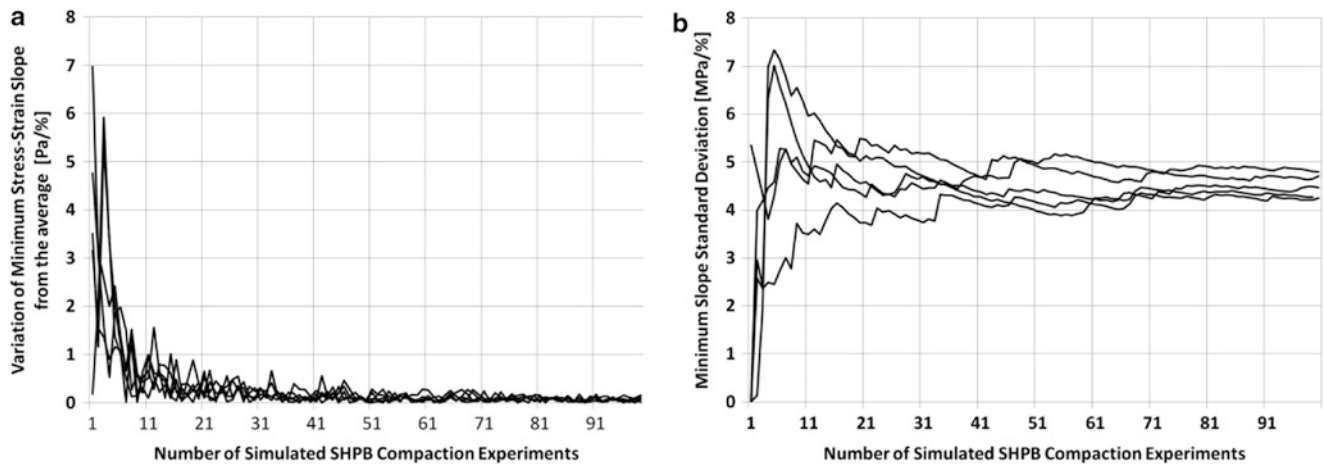 a
Variation of Minimum Stress-Strain Slope
from the average [Pa/%]
8
7
6
5
4
3
2
1
0
1 11 21 31 41 51 61 71 81 91
Number of Simulated SHPB Compaction Experiments
b
Minimum Slope Standard Deviation [MPa/%]
8
7
6
5
4
3
2
1
0
1 11 21 31 41 51 61 71 81 91
Number of Simulated SHPB Compaction Experiments